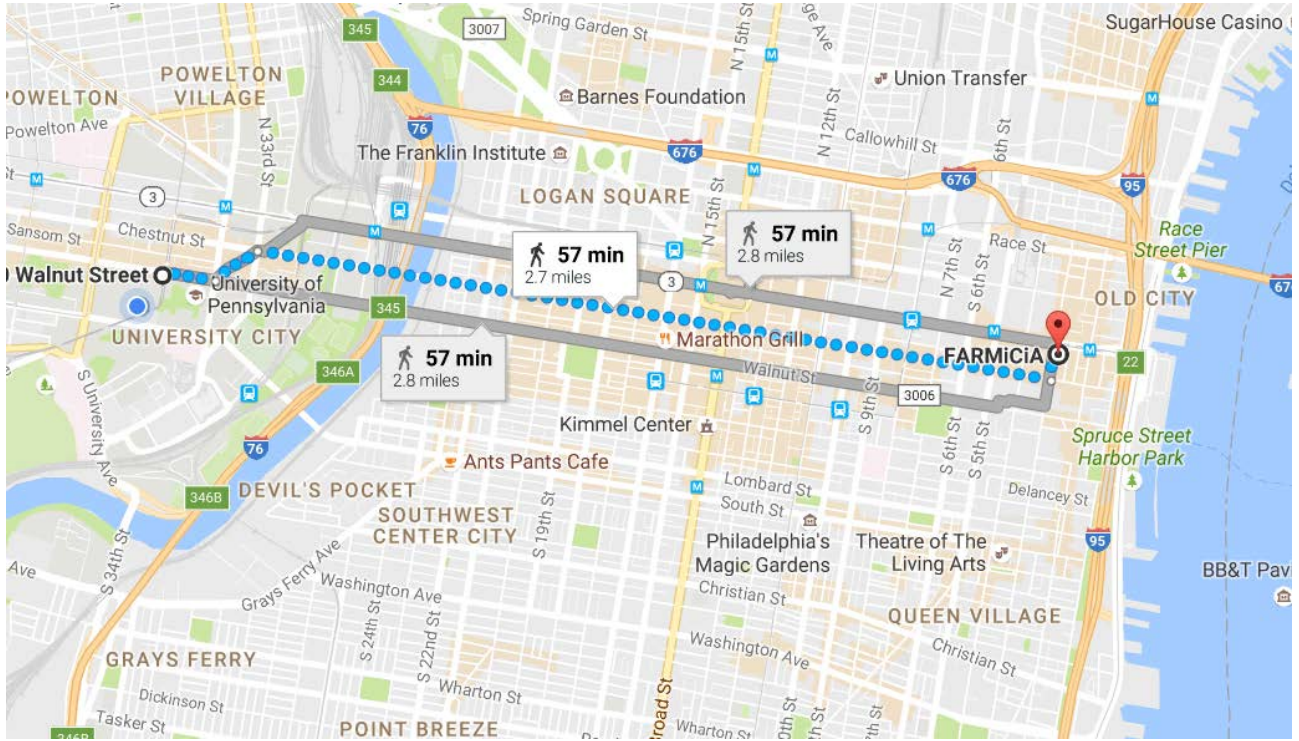 345
3007
Spring Garden St
N 15th St
SugarHouse Casino
POWELTON
VILLAGE
344
Union Transfer
POWELTON
Barnes Foundation
N 12th St
Powelton Ave
76
N 33rd St
Callowhill St
6th St
The Franklin Institute
676
676
95
3
LOGAN SQUARE
N 15th St
Chestnut St
Sansom St
57 min
2.7 miles
57 min
2.8 miles
Race St
Race
Street Pier
N 7th St
S 6th St
Walnut Street
University of
Pennsylvania
3
OLD CITY
UNIVERSITY CITY
345
57 min
2.8 miles
Marathon Grill
FARMiCiA
22
346A
Walnut St
3006
S University Ave
Kimmel Center
S 9th St
S 6th St
S 5th St
Spruce Street
Harbor Park
76
Ants Pants Cafe
346B
DEVIL'S POCKET
Lombard St
South St
Delancey St
SOUTHWEST
CENTER CITY
S 19th St
Philadelphia's
Magic Gardens
Theatre of The
Living Arts
95
S 34th St
Ave
Grays Ferry Ave
Washington Ave
Christian St
BB&T
QUEEN VILLAGE
S 24th St
S 22nd St
Washington Ave
Christian St
GRAYS FERRY
Dickinson St
Wharton St
Tasker St
POINT BREEZE
Broad St
Wharton St
346B